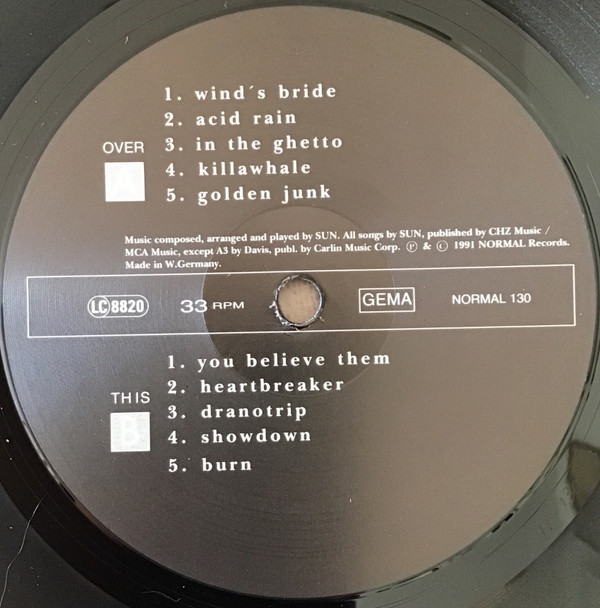 1. wind´s bride
2. acid rain
3. in the ghetto
4. killawhale
5. golden junk
OVER
A
Music composed, arranged and played by SUN. All songs by SUN, published by CHZ Music /
MCA Music, except A3 by Davis, publ. by Carlin Music Corp. Ⓟ & © 1991 NORMAL Records.
Made in W.Germany.
LC 8820 33 RPM GEMA NORMAL 130
1. you believe them
2. heartbreaker
3. dranotrip
4. showdown
5. burn
THIS
B